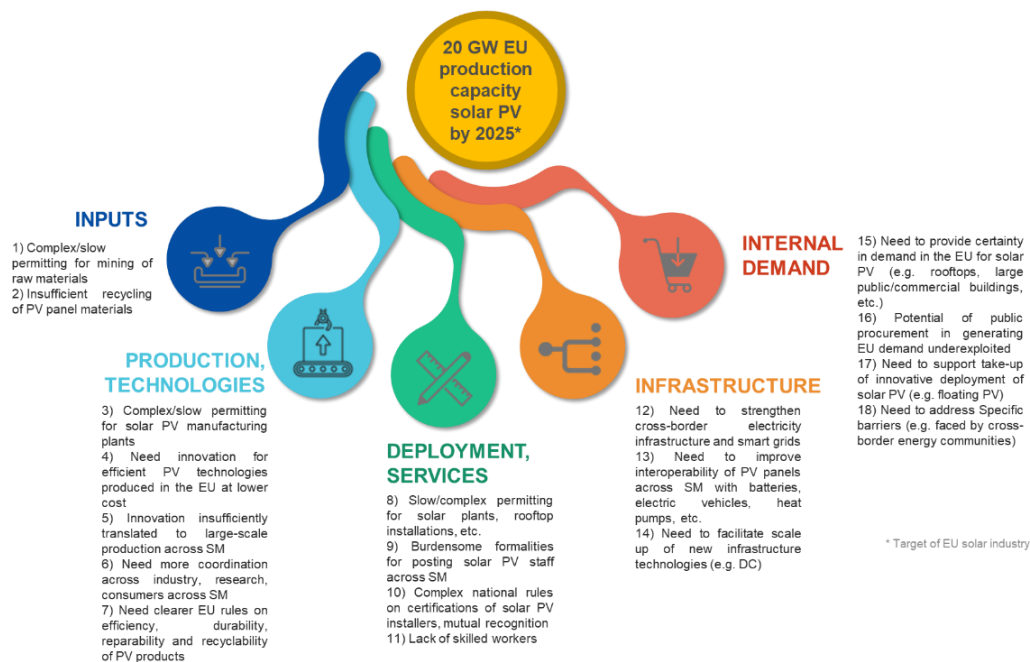 20 GW EU
production
capacity
solar PV
by 2025*
INPUTS
1) Complex/slow
permitting for mining of
raw materials
2) Insufficient recycling
of PV panel materials
PRODUCTION,
TECHNOLOGIES
3) Complex/slow permitting
for solar PV manufacturing
plants
4) Need innovation for
efficient PV technologies
produced in the EU at lower
cost
5) Innovation insufficiently
translated to large-scale
production across SM
6) Need more coordination
across industry, research,
consumers across SM
7) Need clearer EU rules on
efficiency, durability,
reparability and recyclability
of PV products
DEPLOYMENT,
SERVICES
8) Slow/complex permitting
for solar plants, rooftop
installations, etc.
9) Burdensome formalities
for posting solar PV staff
across SM
10) Complex national rules
on certifications of solar PV
installers, mutual recognition
11) Lack of skilled workers
INFRASTRUCTURE
12) Need to strengthen
cross-border electricity
infrastructure and smart grids
13) Need to improve
interoperability of PV panels
across SM with batteries,
electric vehicles, heat
pumps, etc.
14) Need to facilitate scale
up of new infrastructure
technologies (e.g. DC)
INTERNAL
DEMAND
15) Need to provide certainty
in demand in the EU for solar
PV (e.g. rooftops, large
public/commercial buildings,
etc.)
16) Potential of public
procurement in generating
EU demand underexploited
17) Need to support take-up
of innovative deployment of
solar PV (e.g. floating PV)
18) Need to address Specific
barriers (e.g. faced by cross-
border energy communities)
* Target of EU solar industry